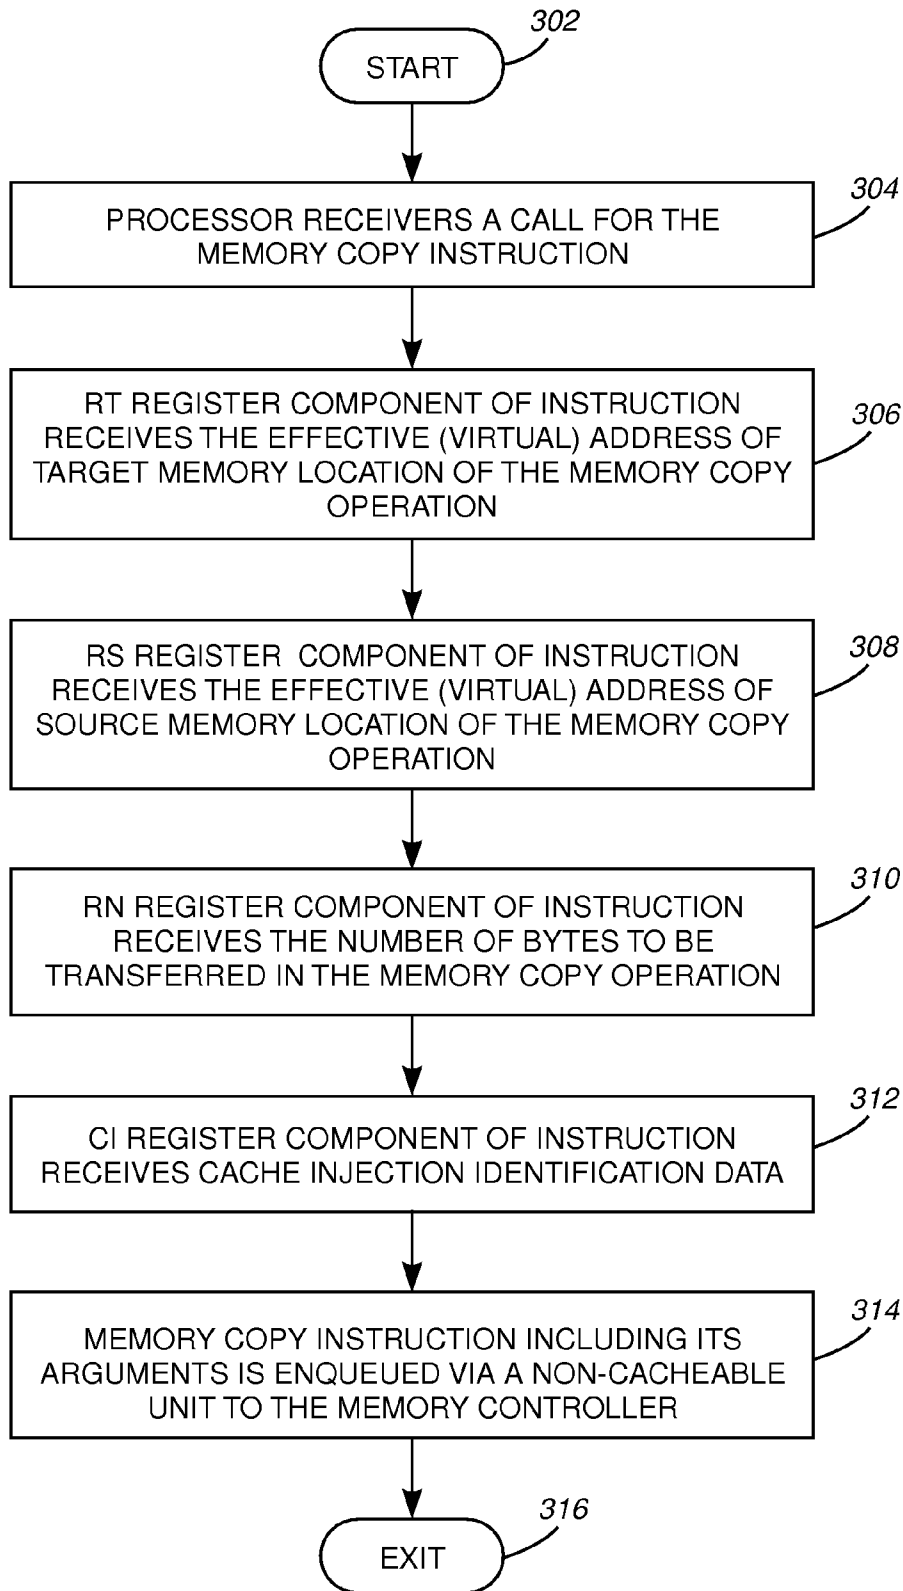 302
START
304
PROCESSOR RECEIVERS A CALL FOR THE
MEMORY COPY INSTRUCTION
306
RT REGISTER COMPONENT OF INSTRUCTION
RECEIVES THE EFFECTIVE (VIRTUAL) ADDRESS OF
TARGET MEMORY LOCATION OF THE MEMORY COPY
OPERATION
308
RS REGISTER COMPONENT OF INSTRUCTION
RECEIVES THE EFFECTIVE (VIRTUAL) ADDRESS OF
SOURCE MEMORY LOCATION OF THE MEMORY COPY
OPERATION
310
RN REGISTER COMPONENT OF INSTRUCTION
RECEIVES THE NUMBER OF BYTES TO BE
TRANSFERRED IN THE MEMORY COPY OPERATION
312
CI REGISTER COMPONENT OF INSTRUCTION
RECEIVES CACHE INJECTION IDENTIFICATION DATA
314
MEMORY COPY INSTRUCTION INCLUDING ITS
ARGUMENTS IS ENQUEUED VIA A NON-CACHEABLE
UNIT TO THE MEMORY CONTROLLER
316
EXIT